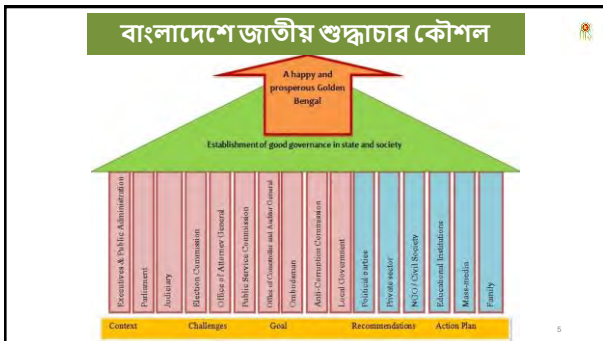 বাংলাদেশে জাতীয় শুদ্ধাচার কৌশল
A happy and
prosperous Golden
Bengal
Establishment of good governance in state and society
Executives & Public Administration
Parliament
Judiciary
Election Commission
Office of Attorney General
Public Service Commission
Office of Comptroller and Auditor General
Ombudsman
Anti-Corruption Commission
Local Government
Political parties
Private sector
NGO / Civil Society
Educational Institutions
Mass-media
Family
Context Challenges Goal Recommendations Action Plan
5